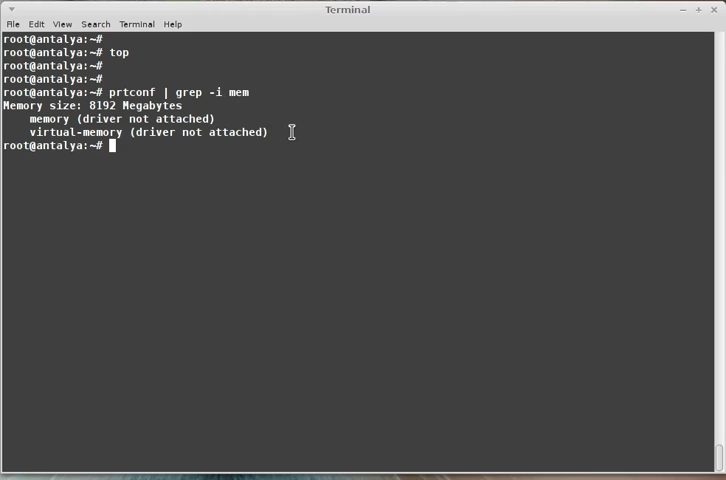 Terminal
File Edit View Search Terminal Help
root@antalya:~#
root@antalya:~# top
root@antalya:~#
root@antalya:~#
root@antalya:~# prtconf | grep -i mem
Memory size: 8192 Megabytes
    memory (driver not attached)
    virtual-memory (driver not attached)
root@antalya:~#